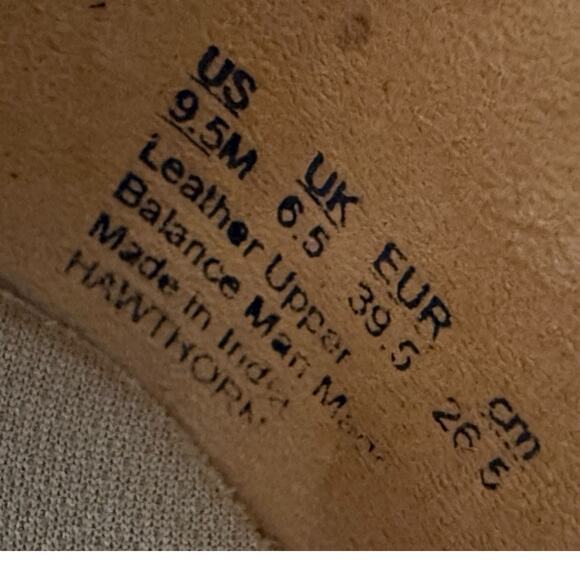 US UK EUR cm
9.5M 6.5 39.5 26.5
Leather Upper
Balance Man Made
Made in India
HAWTHORN